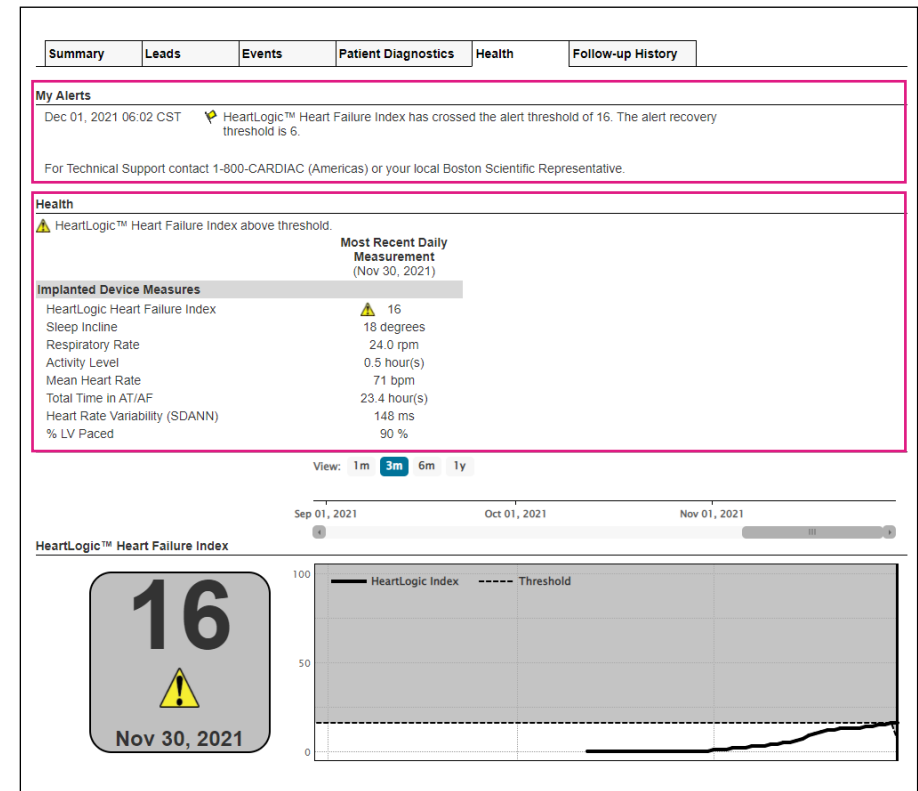 Summary Leads Events Patient Diagnostics Health Follow-up History
My Alerts
Dec 01, 2021 06:02 CST HeartLogic™ Heart Failure Index has crossed the alert threshold of 16. The alert recovery
threshold is 6.
For Technical Support contact 1-800-CARDIAC (Americas) or your local Boston Scientific Representative.
Health
HeartLogic™ Heart Failure Index above threshold.
Most Recent Daily
Measurement
(Nov 30, 2021)
Implanted Device Measures
HeartLogic Heart Failure Index 16
Sleep Incline 18 degrees
Respiratory Rate 24.0 rpm
Activity Level 0.5 hour(s)
Mean Heart Rate 71 bpm
Total Time in AT/AF 23.4 hour(s)
Heart Rate Variability (SDANN) 148 ms
% LV Paced 90 %
View: 1m 3m 6m 1y
Sep 01, 2021 Oct 01, 2021 Nov 01, 2021
HeartLogic™ Heart Failure Index
16
Nov 30, 2021
100 HeartLogic Index Threshold
50
0